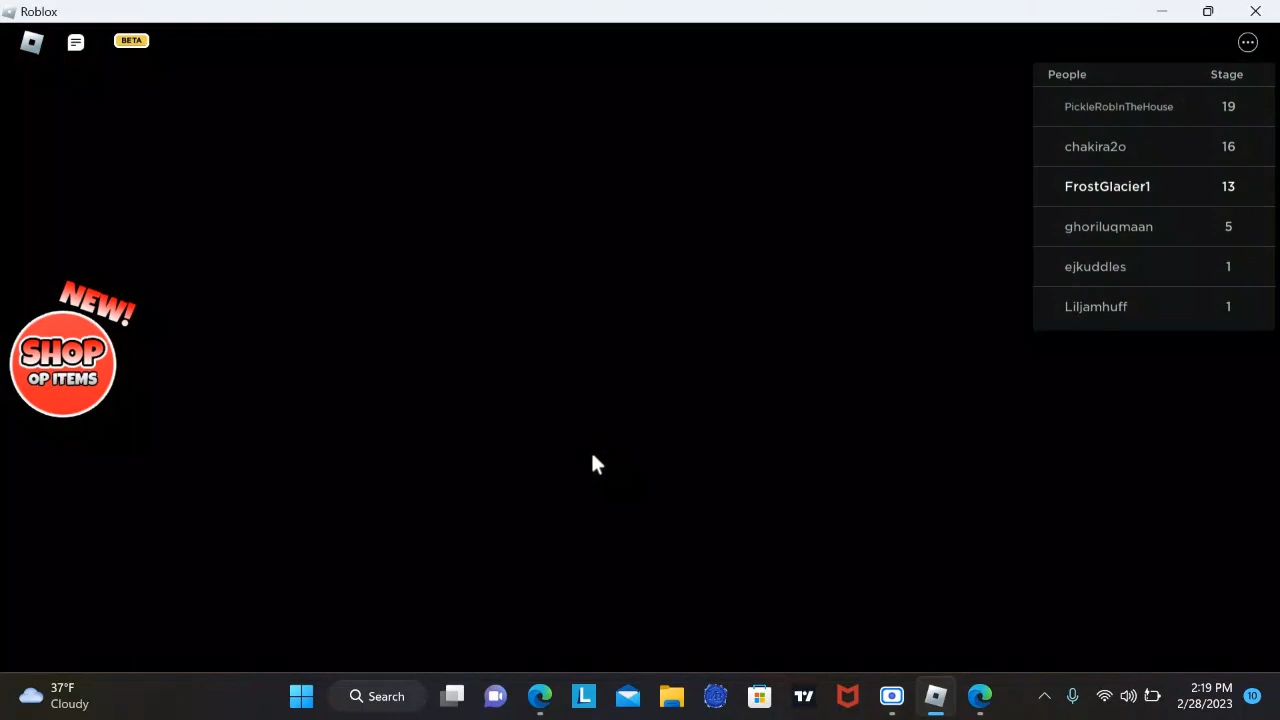 Roblox
BETA
People Stage
PickleRobInTheHouse 19
chakira2o 16
FrostGlacier1 13
ghoriluqmaan 5
ejkuddles 1
Liljamhuff 1
NEW!
SHOP
OP ITEMS
37°F
Cloudy
Search
L
2:19 PM
2/28/2023
10